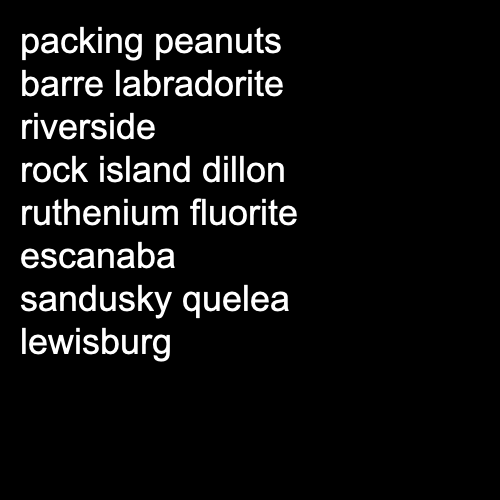 packing peanuts
barre labradorite
riverside
rock island dillon
ruthenium fluorite
escanaba
sandusky quelea
lewisburg